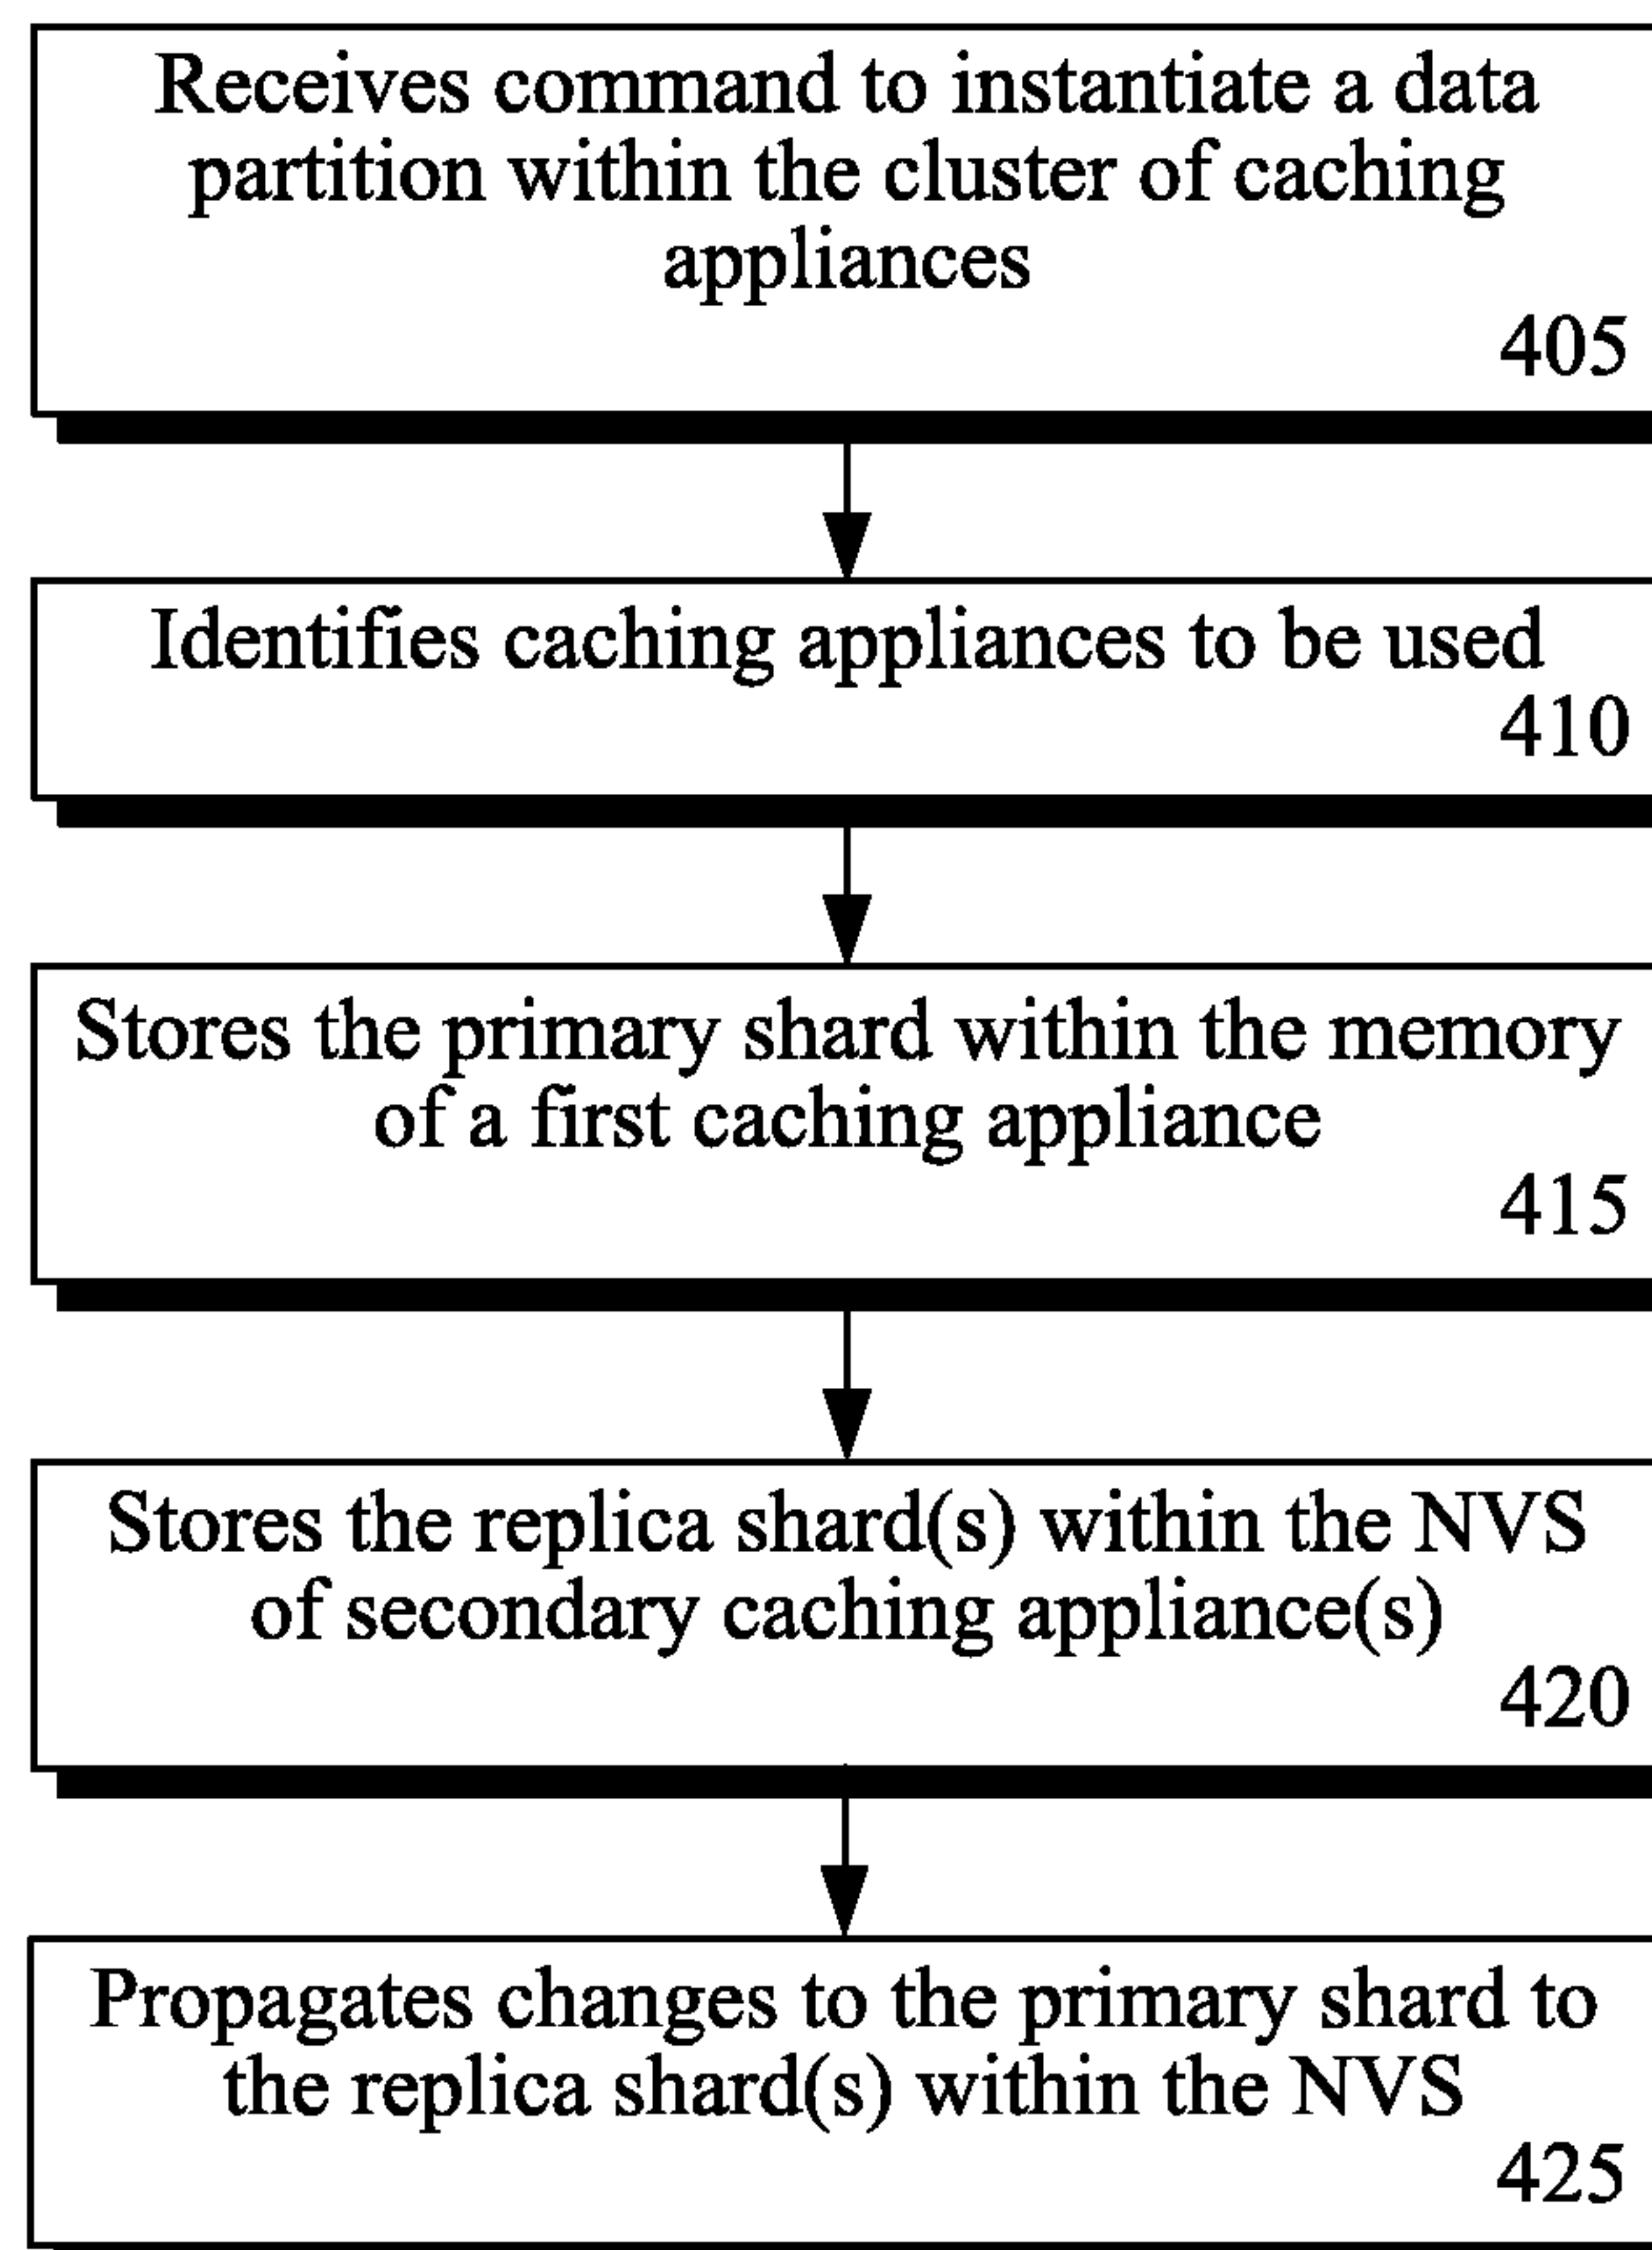 Receives command to instantiate a data
partition within the cluster of caching
appliances
405
Identifies caching appliances to be used
410
Stores the primary shard within the memory
of a first caching appliance
415
Stores the replica shard(s) within the NVS
of secondary caching appliance(s)
420
Propagates changes to the primary shard to
the replica shard(s) within the NVS
425